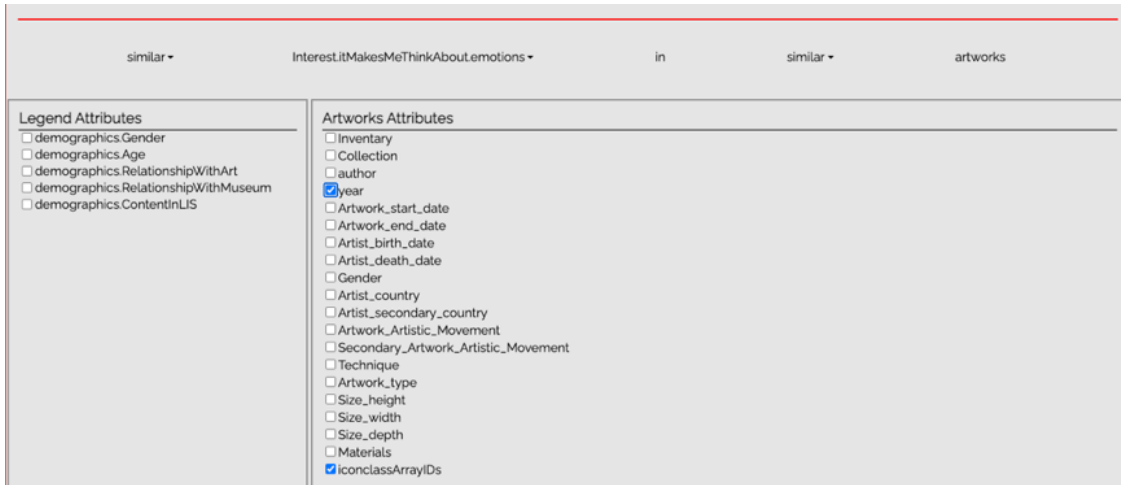 similar Interest.itMakesMeThinkAbout.emotions in similar artworks
Legend Attributes
demographics.Gender
demographics.Age
demographics.RelationshipWithArt
demographics.RelationshipWithMuseum
demographics.ContentInLIS
Artworks Attributes
Inventory
Collection
author
year
Artwork_start_date
Artwork_end_date
Artist_birth_date
Artist_death_date
Gender
Artist_country
Artist_secondary_country
Artwork_Artistic_Movement
Secondary_Artwork_Artistic_Movement
Technique
Artwork_type
Size_height
Size_width
Size_depth
Materials
iconclassArrayIDs